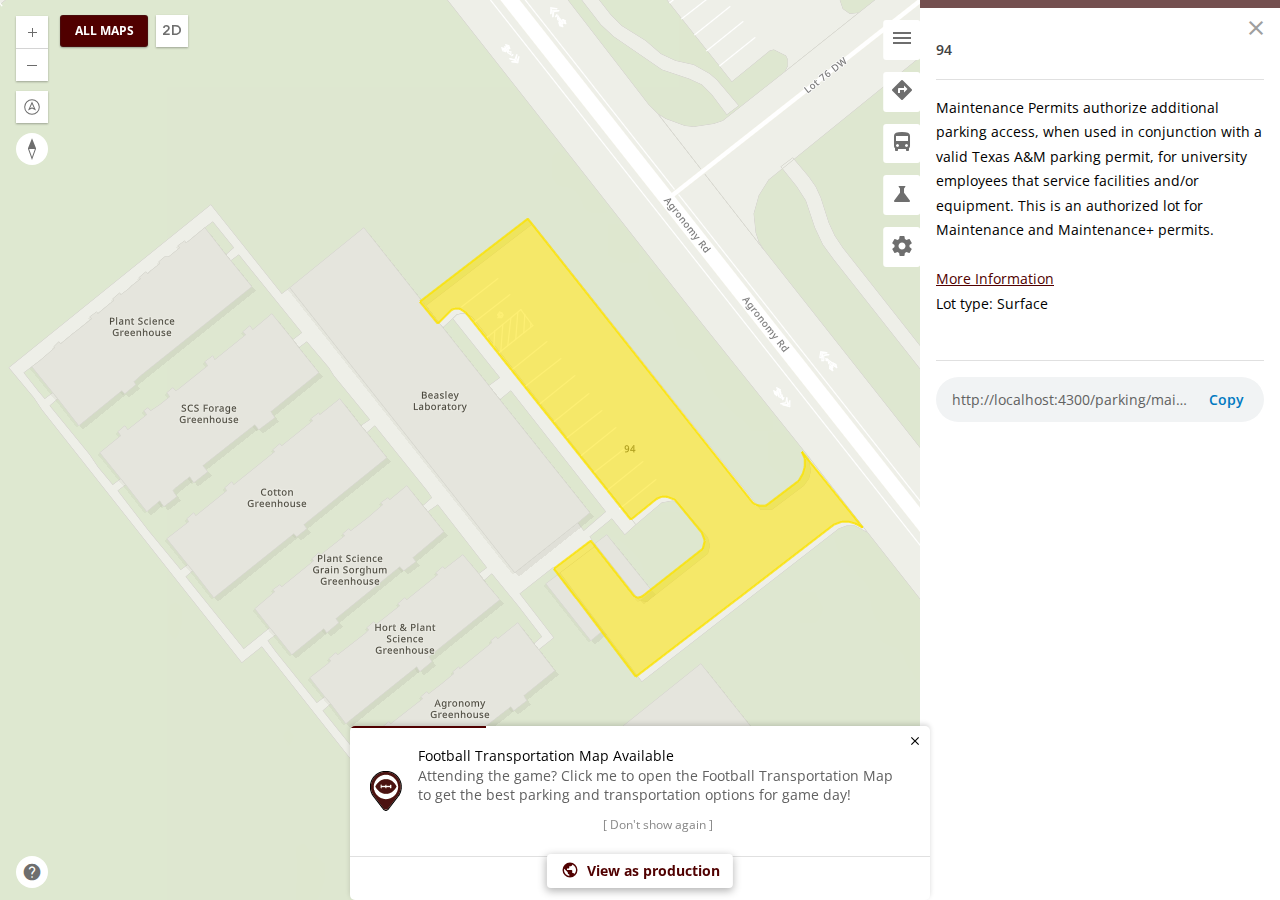 +
ALL MAPS
2D
–
Lot 76 DW
Agronomy Rd
Agronomy Rd
Plant Science
Greenhouse
SCS Forage
Greenhouse
Beasley
Laboratory
94
Cotton
Greenhouse
Plant Science
Grain Sorghum
Greenhouse
Hort & Plant
Science
Greenhouse
Agronomy
Greenhouse
94
Maintenance Permits authorize additional
parking access, when used in conjunction with a
valid Texas A&M parking permit, for university
employees that service facilities and/or
equipment. This is an authorized lot for
Maintenance and Maintenance+ permits.
More Information
Lot type: Surface
http://localhost:4300/parking/mai...
Copy
Football Transportation Map Available
Attending the game? Click me to open the Football Transportation Map
to get the best parking and transportation options for game day!
[ Don't show again ]
View as production